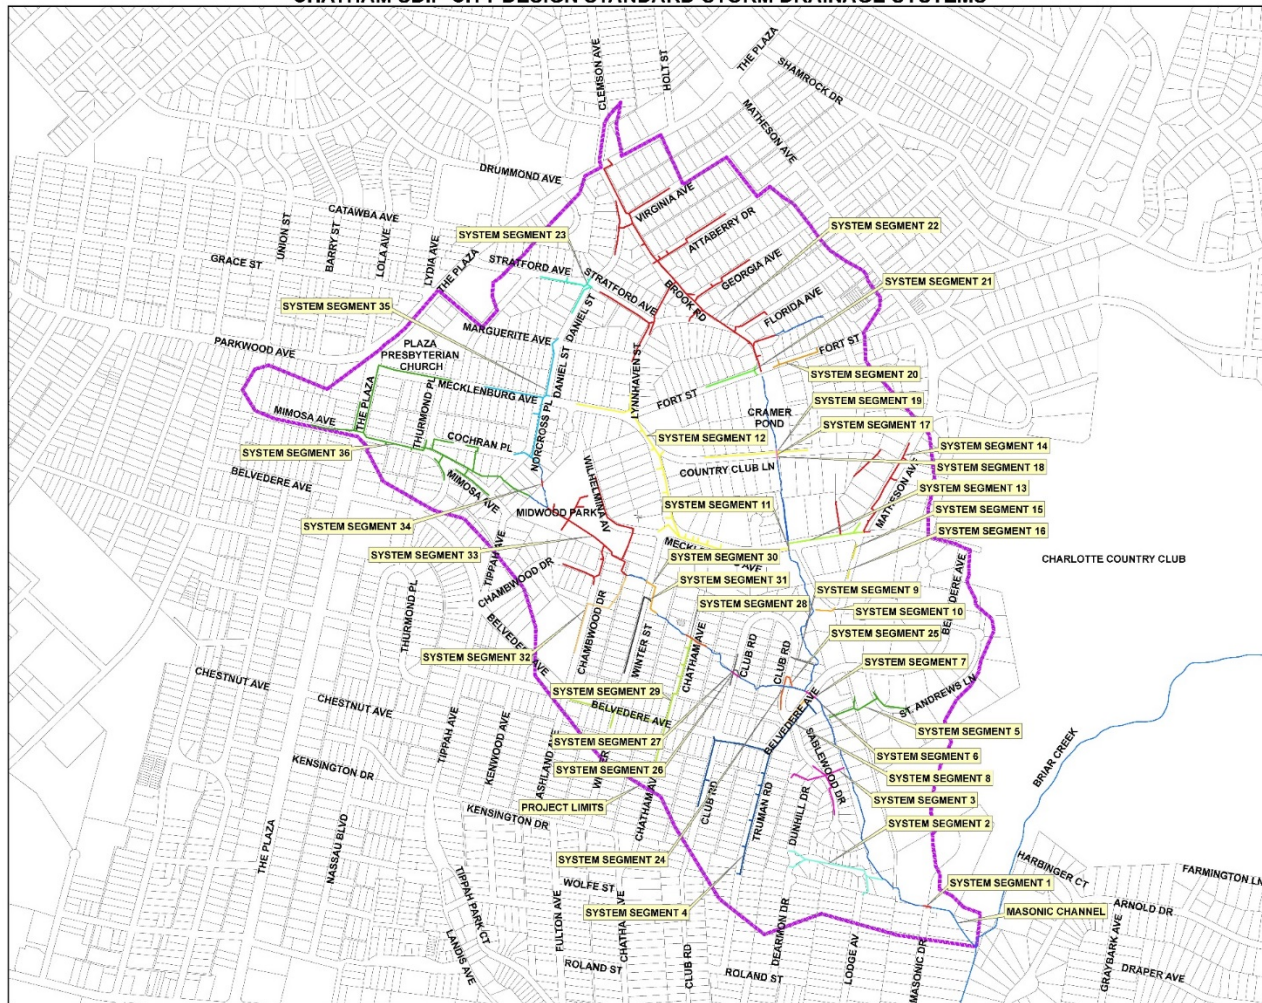 CHATHAM SDIP CITY DESIGN STANDARD STORM DRAINAGE SYSTEMS
CLEMSON AVE
HOLT ST
THE PLAZA
SHAMROCK DR
MATHESON AVE
DRUMMOND AVE
VIRGINIA AVE
CATAWBA AVE
UNION ST
BARRY ST
LOLA AVE
LYDIA AVE
GRACE ST
THE PLAZA
SYSTEM SEGMENT 23
ATTABERRY DR
SYSTEM SEGMENT 22
STRATFORD AVE
STRATFORD AVE
GEORGIA AVE
SYSTEM SEGMENT 21
BROOK RD
FLORIDA AVE
SYSTEM SEGMENT 35
DANIEL ST
MARGUERITE AVE
PARKWOOD AVE
PLAZA
PRESBYTERIAN
CHURCH
DANIEL ST
LYNNHAVEN ST
FORT ST
SYSTEM SEGMENT 20
THE PLAZA
THURMOND PL
MECKLENBURG AVE
FORT ST
SYSTEM SEGMENT 19
MIMOSA AVE
NORCROSS PL
CRAMER
POND
SYSTEM SEGMENT 17
COCHRAN PL
SYSTEM SEGMENT 12
SYSTEM SEGMENT 14
SYSTEM SEGMENT 36
COUNTRY CLUB LN
SYSTEM SEGMENT 18
BELVEDERE AVE
MIMOSA AVE
WILHELMINA AV
MATHESON AVE
SYSTEM SEGMENT 13
SYSTEM SEGMENT 11
MIDWOOD PARK
SYSTEM SEGMENT 15
SYSTEM SEGMENT 34
SYSTEM SEGMENT 16
TIPPAH AVE
SYSTEM SEGMENT 33
SYSTEM SEGMENT 30
CHARLOTTE COUNTRY CLUB
CHAMBWOOD DR
SYSTEM SEGMENT 31
SYSTEM SEGMENT 9
THURMOND PL
SYSTEM SEGMENT 28
SYSTEM SEGMENT 10
CHAMBWOOD DR
WINTER ST
SYSTEM SEGMENT 25
BELVEDERE AVE
CHATHAM AVE
CLUB RD
CLUB RD
SYSTEM SEGMENT 32
SYSTEM SEGMENT 7
CHESTNUT AVE
SYSTEM SEGMENT 29
ST. ANDREWS LN
CHESTNUT AVE
BELVEDERE AVE
BELVEDERE AVE
SYSTEM SEGMENT 5
TIPPAH AVE
KENWOOD AVE
SYSTEM SEGMENT 27
SABLEWOOD DR
SYSTEM SEGMENT 6
KENSINGTON DR
SYSTEM SEGMENT 26
SYSTEM SEGMENT 8
BRIAR CREEK
PROJECT LIMITS
CLUB RD
TRUMAN RD
SYSTEM SEGMENT 3
KENSINGTON DR
DUNHILL DR
SYSTEM SEGMENT 2
THE PLAZA
NASSAU BLVD
SYSTEM SEGMENT 24
HARBINGER CT
FARMINGTON LN
WOLFE ST
SYSTEM SEGMENT 1
SYSTEM SEGMENT 4
ARNOLD DR
MASONIC CHANNEL
TIPPAH PARK CT
FULTON AVE
DEARMON DR
LODGE AV
MASONIC DR
GRAYBARK AVE
LANDIS AVE
ROLAND ST
CLUB RD
ROLAND ST
DRAPER AVE